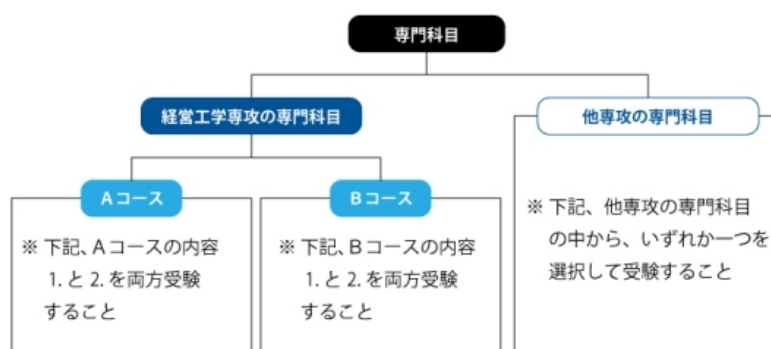 専門科目
経営工学専攻の専門科目
他専攻の専門科目
Aコース
Bコース
※ 下記、Aコースの内容
1. と 2. を両方受験
すること
※ 下記、Bコースの内容
1. と 2. を両方受験
すること
※ 下記、他専攻の専門科目
の中から、いずれか一つを
選択して受験すること